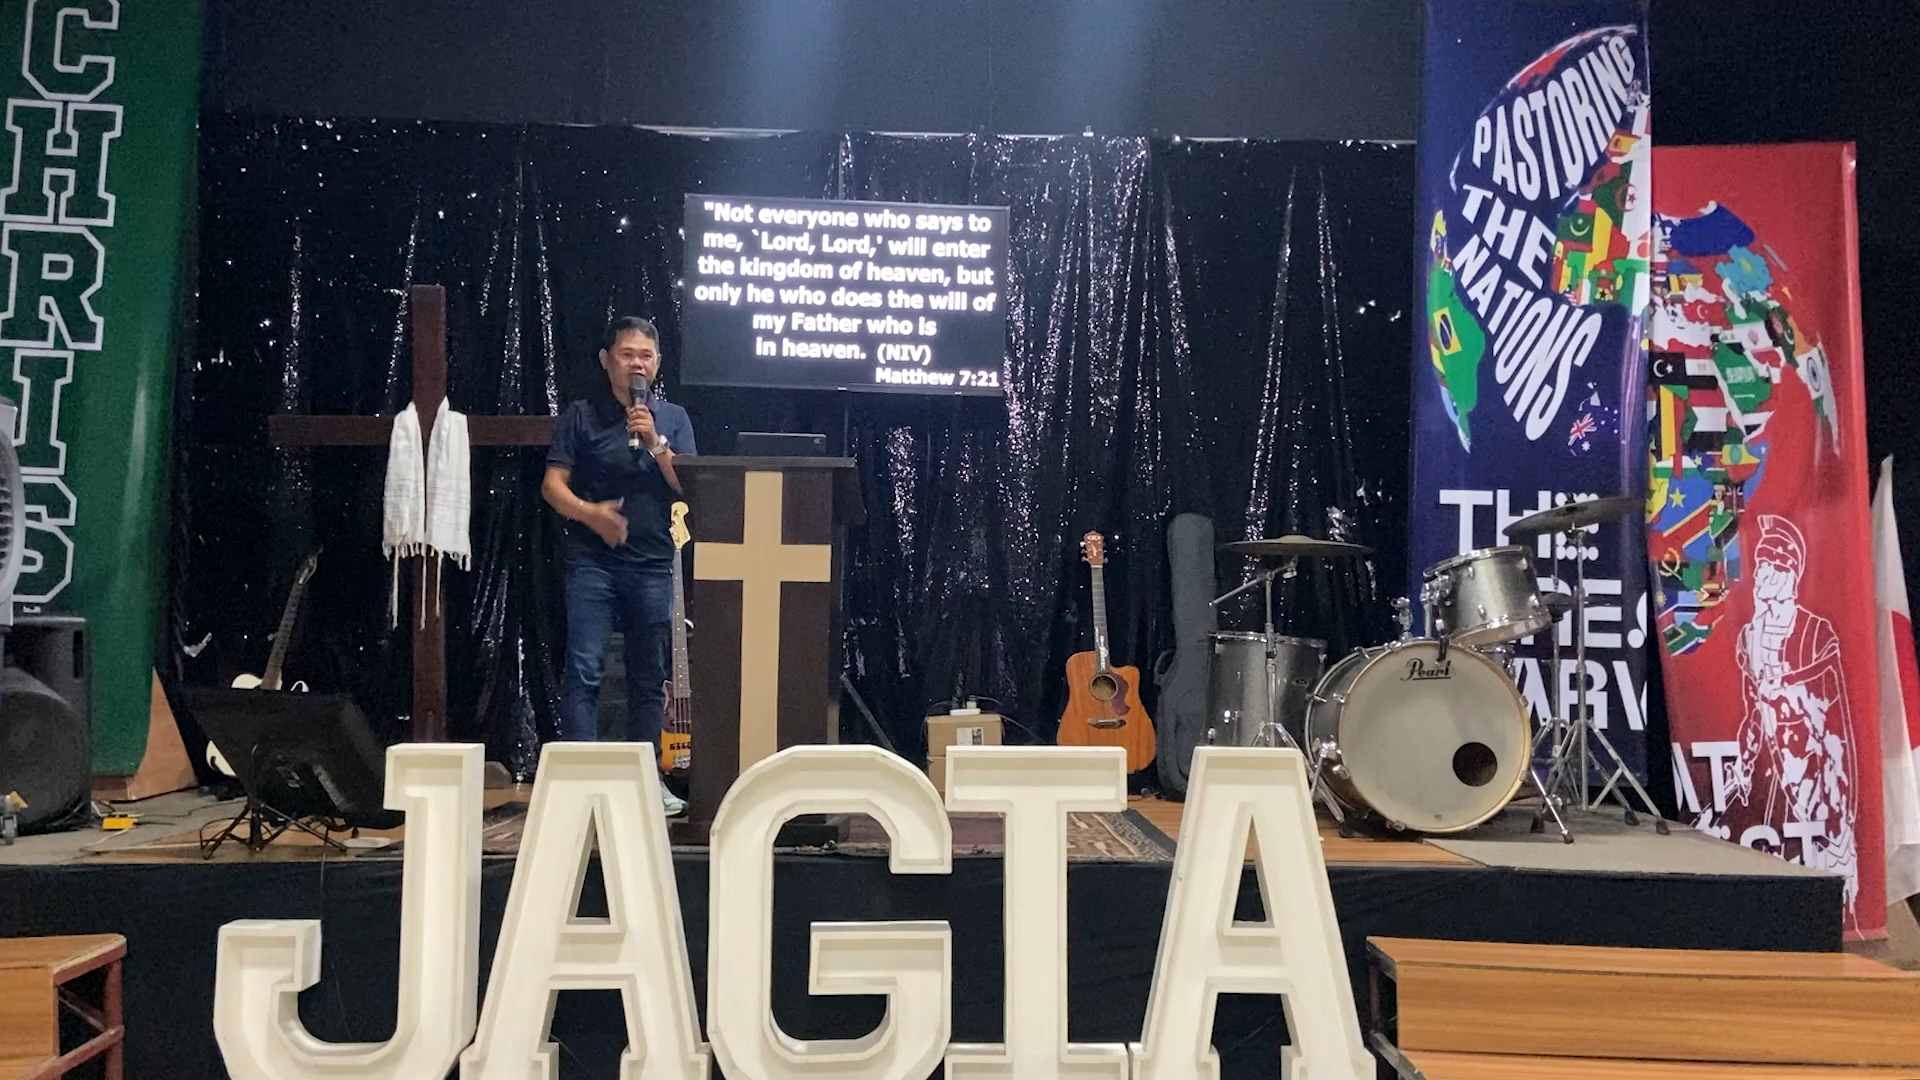 CHRIS
"Not everyone who says to
me, `Lord, Lord,' will enter
the kingdom of heaven, but
only he who does the will of
my Father who is
in heaven. (NIV)
Matthew 7:21
PASTORING
THE
NATIONS
Pearl
JAGIA